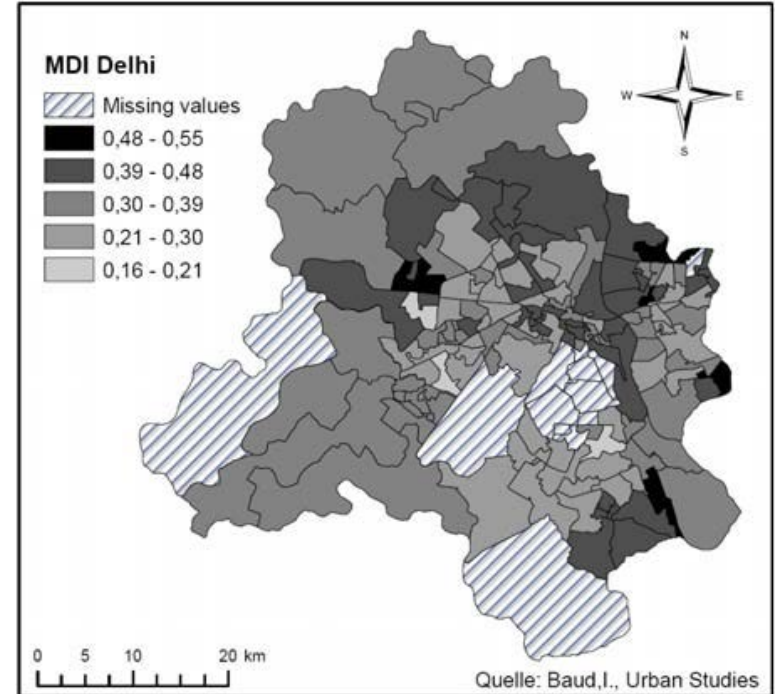 MDI Delhi
Missing values
0,48 - 0,55
0,39 - 0,48
0,30 - 0,39
0,21 - 0,30
0,16 - 0,21
N
W E
S
0 5 10 20 km
Quelle: Baud,I., Urban Studies